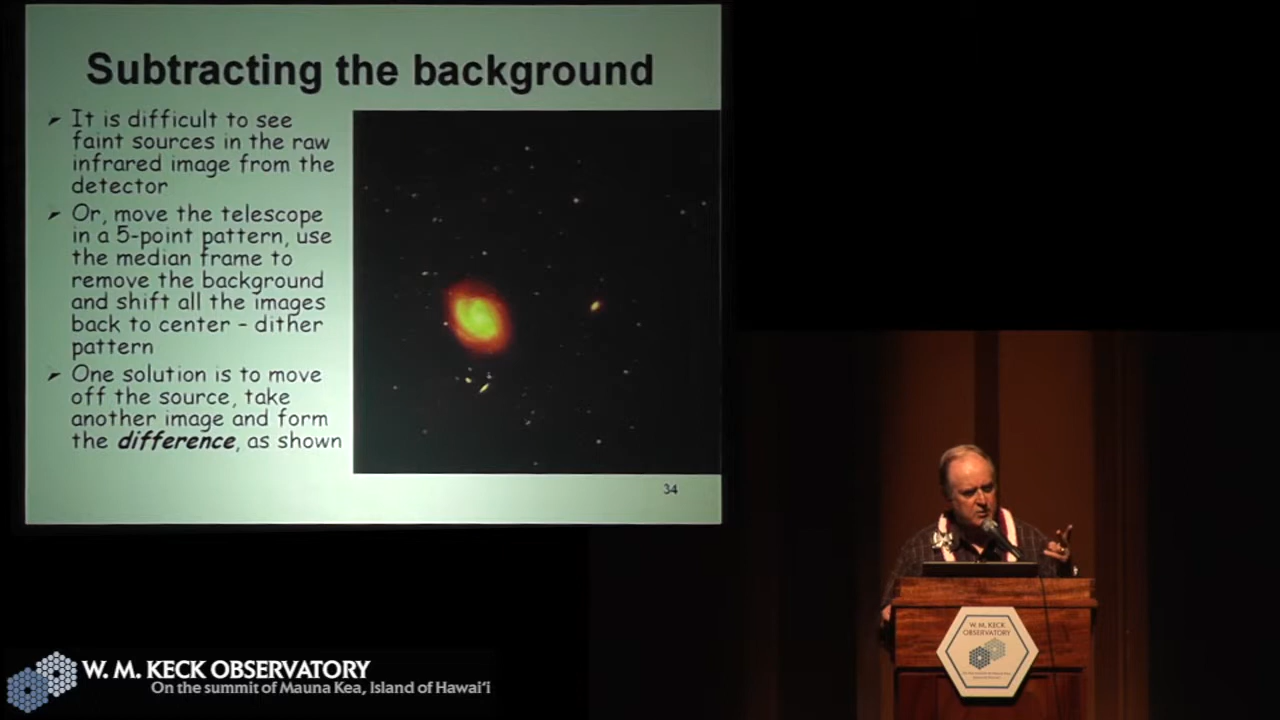 Subtracting the background
➢ It is difficult to see
faint sources in the raw
infrared image from the
detector
➢ Or, move the telescope
in a 5-point pattern, use
the median frame to
remove the background
and shift all the images
back to center – dither
pattern
➢ One solution is to move
off the source, take
another image and form
the difference, as shown
34
W. M. KECK
OBSERVATORY
W. M. KECK OBSERVATORY
On the summit of Mauna Kea, Island of Hawai‘i